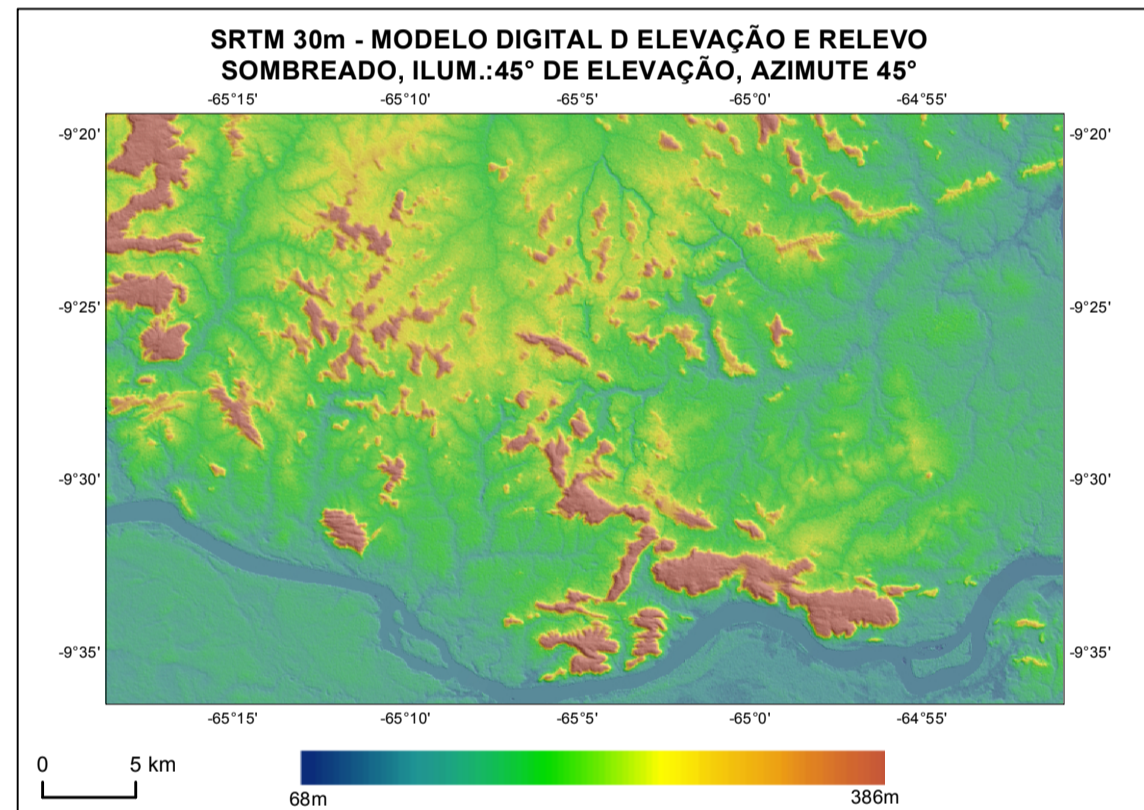 SRTM 30m - MODELO DIGITAL D ELEVAÇÃO E RELEVO
SOMBREADO, ILUM.:45° DE ELEVAÇÃO, AZIMUTE 45°
-65°15' -65°10' -65°5' -65°0' -64°55'
-9°20' -9°20'
-9°25' -9°25'
-9°30' -9°30'
-9°35' -9°35'
-65°15' -65°10' -65°5' -65°0' -64°55'
0 5 km
68m 386m